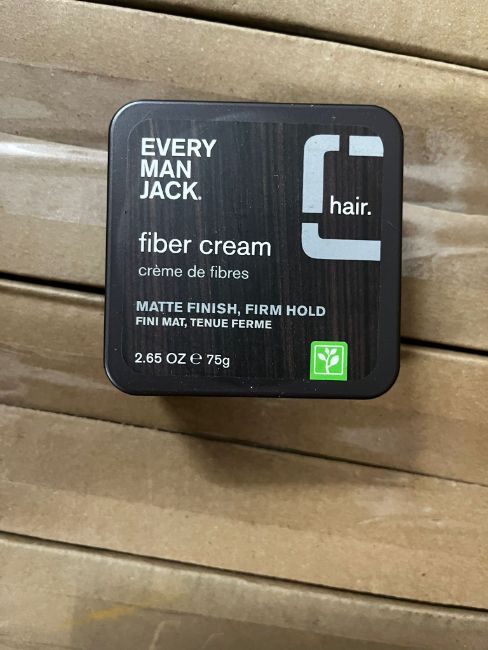 EVERY
MAN
JACK.
hair.
fiber cream
crème de fibres
MATTE FINISH, FIRM HOLD
FINI MAT, TENUE FERME
2.65 OZ ℮ 75g